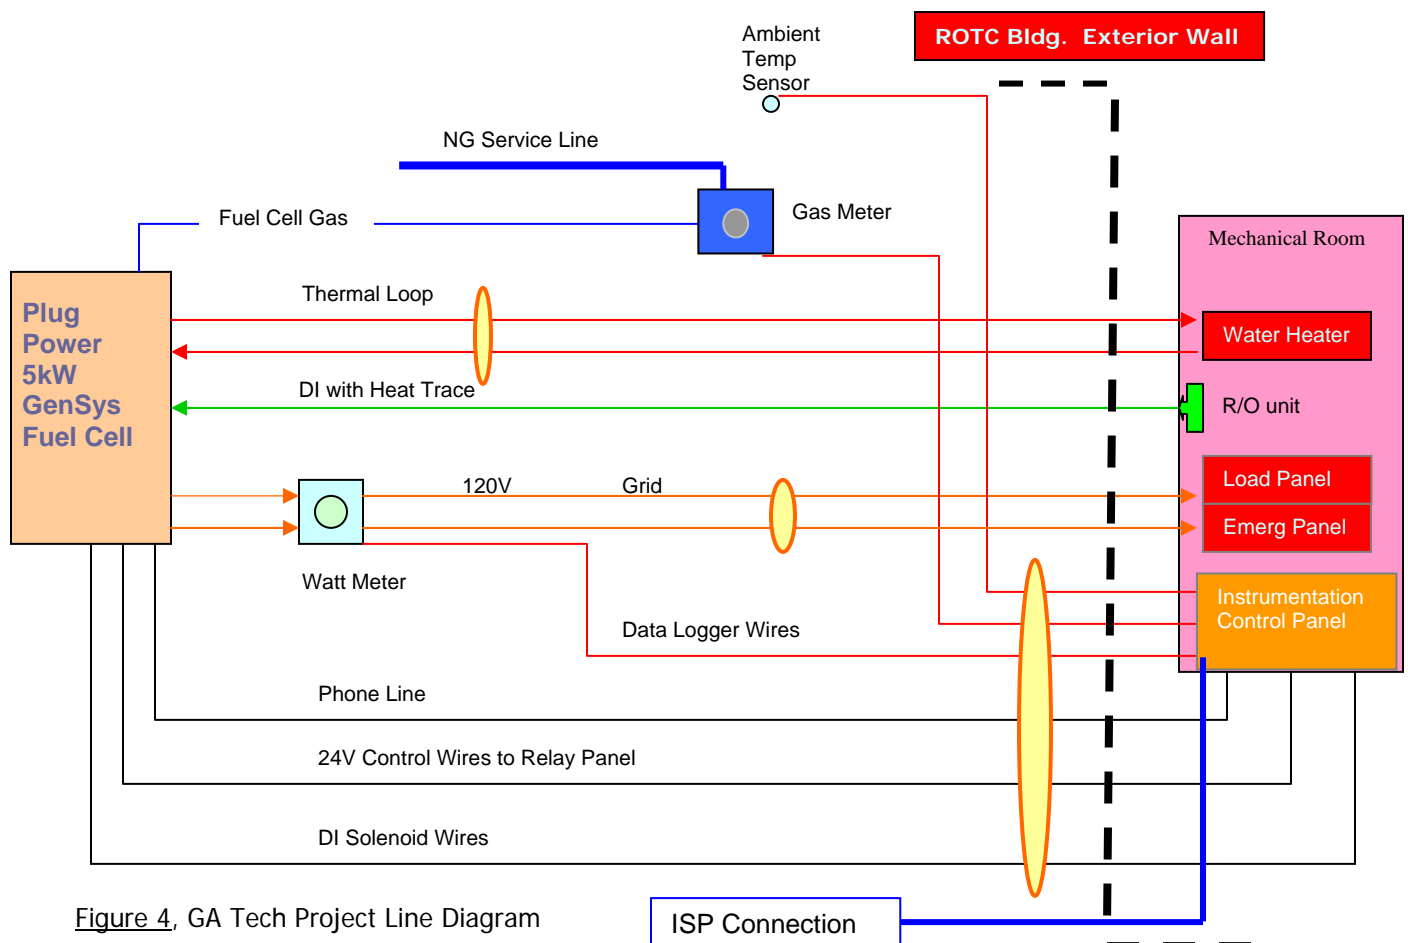 Ambient
Temp
Sensor
ROTC Bldg.  Exterior Wall
NG Service Line
Fuel Cell Gas
Gas Meter
Mechanical Room
Thermal Loop
Plug
Power
5kW
GenSys
Fuel Cell
Water Heater
DI with Heat Trace
R/O unit
120V
Grid
Load Panel
Emerg Panel
Watt Meter
Instrumentation
Control Panel
Data Logger Wires
Phone Line
24V Control Wires to Relay Panel
DI Solenoid Wires
Figure 4, GA Tech Project Line Diagram
ISP Connection